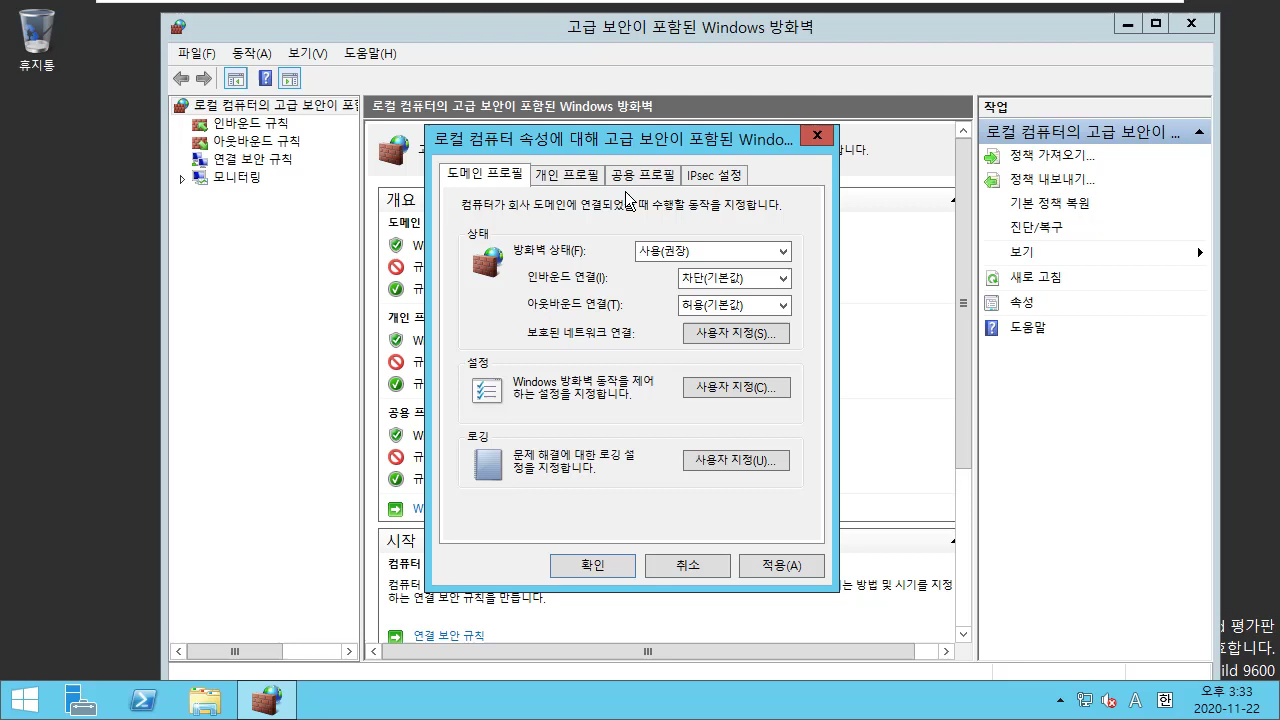 휴지통
고급 보안이 포함된 Windows 방화벽
파일(F) 동작(A) 보기(V) 도움말(H)
로컬 컴퓨터의 고급 보안이 포
인바운드 규칙
아웃바운드 규칙
연결 보안 규칙
모니터링
로컬 컴퓨터의 고급 보안이 포함된 Windows 방화벽
니다.
개요
도메인
개인 프
공용 프
시작
컴퓨터
컴퓨터
는 방법 및 시기를 지정
하는 연결 보안 규칙을 만듭니다.
연결 보안 규칙
로컬 컴퓨터 속성에 대해 고급 보안이 포함된 Windo...
도메인 프로필 개인 프로필 공용 프로필 IPsec 설정
컴퓨터가 회사 도메인에 연결되었을 때 수행할 동작을 지정합니다.
상태
방화벽 상태(F): 사용(권장)
인바운드 연결(I): 차단(기본값)
아웃바운드 연결(T): 허용(기본값)
보호된 네트워크 연결: 사용자 지정(S)...
설정
Windows 방화벽 동작을 제어
하는 설정을 지정합니다.
사용자 지정(C)...
로깅
문제 해결에 대한 로깅 설
정을 지정합니다.
사용자 지정(U)...
확인 취소 적용(A)
작업
로컬 컴퓨터의 고급 보안이 ...
정책 가져오기...
정책 내보내기...
기본 정책 복원
진단/복구
보기
새로 고침
속성
도움말
평가판
합니다.
ild 9600
A 한
오후 3:33
2020-11-22